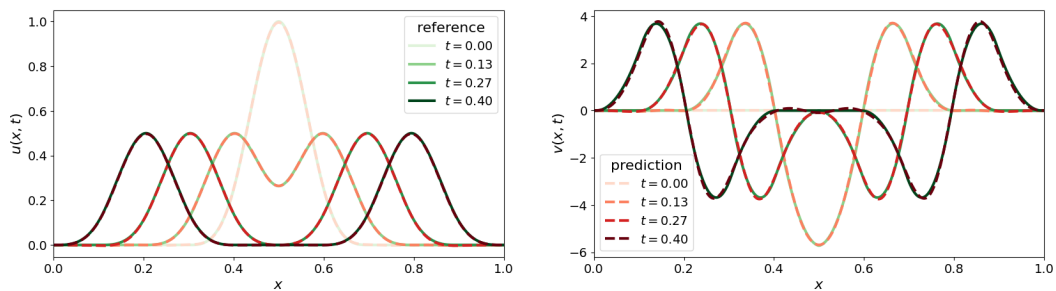 1.0
0.8
0.6
0.4
0.2
0.0
u(x, t)
reference
t = 0.00
t = 0.13
t = 0.27
t = 0.40
0.0 0.2 0.4 0.6 0.8 1.0
x
4
2
0
−2
−4
−6
v(x, t)
prediction
t = 0.00
t = 0.13
t = 0.27
t = 0.40
0.0 0.2 0.4 0.6 0.8 1.0
x